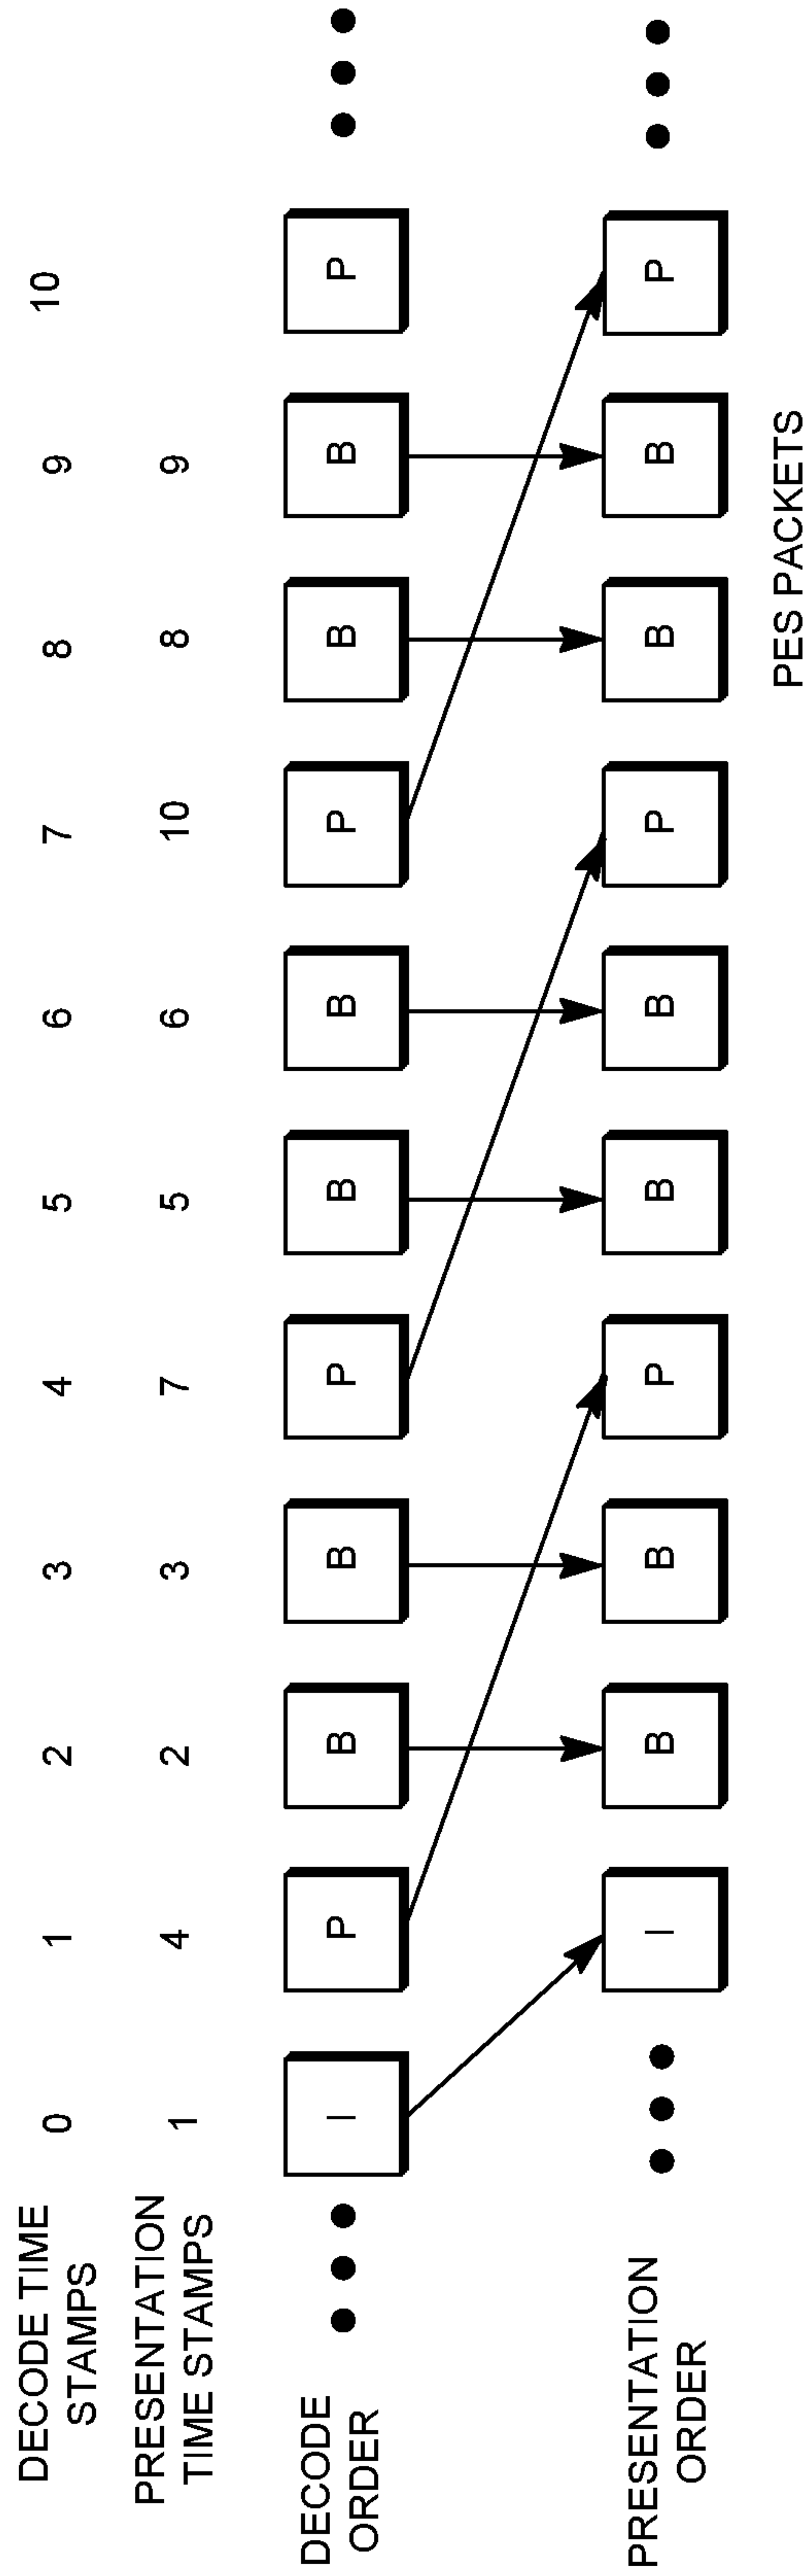 DECODE TIME
STAMPS
0 1 2 3 4 5 6 7 8 9 10
PRESENTATION
TIME STAMPS
1 4 2 3 7 5 6 10 8 9
DECODE
ORDER
I P B B P B B P B B P
PRESENTATION
ORDER
I B B P B B P B B P
PES PACKETS